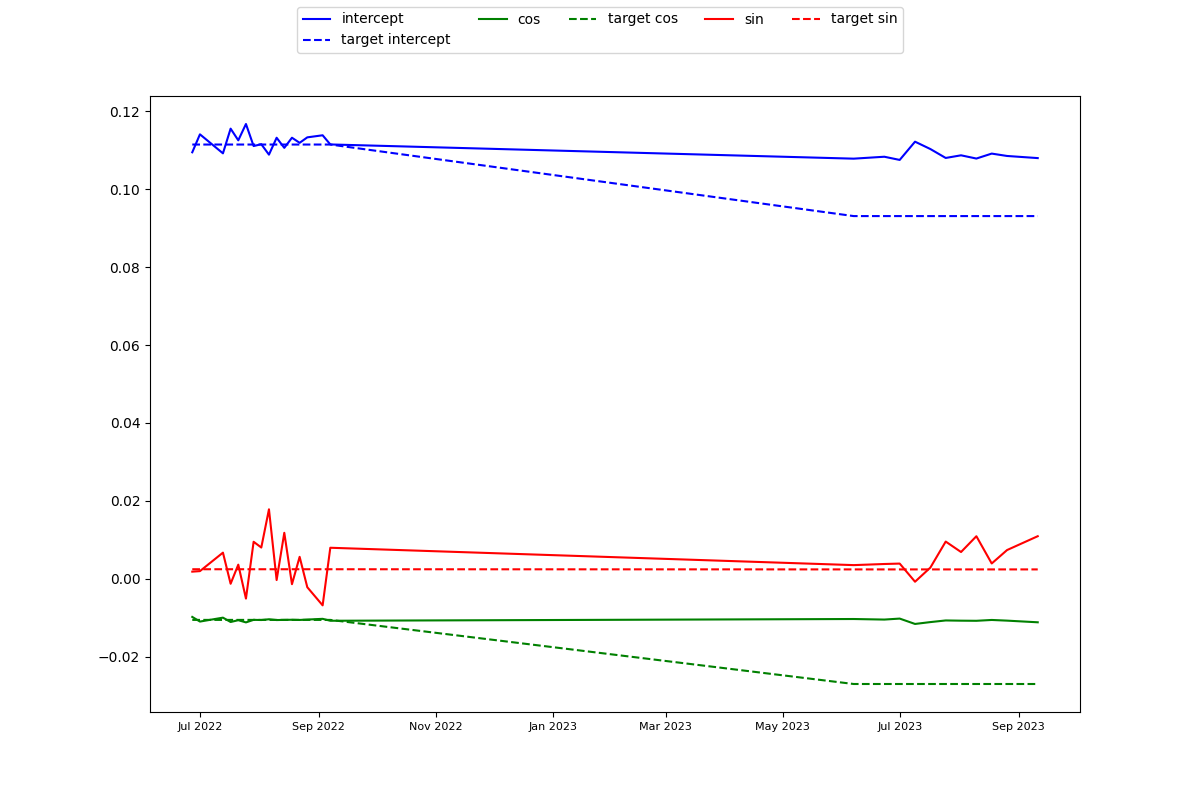 intercept cos target cos sin target sin
target intercept
0.12
0.10
0.08
0.06
0.04
0.02
0.00
−0.02
Jul 2022 Sep 2022 Nov 2022 Jan 2023 Mar 2023 May 2023 Jul 2023 Sep 2023